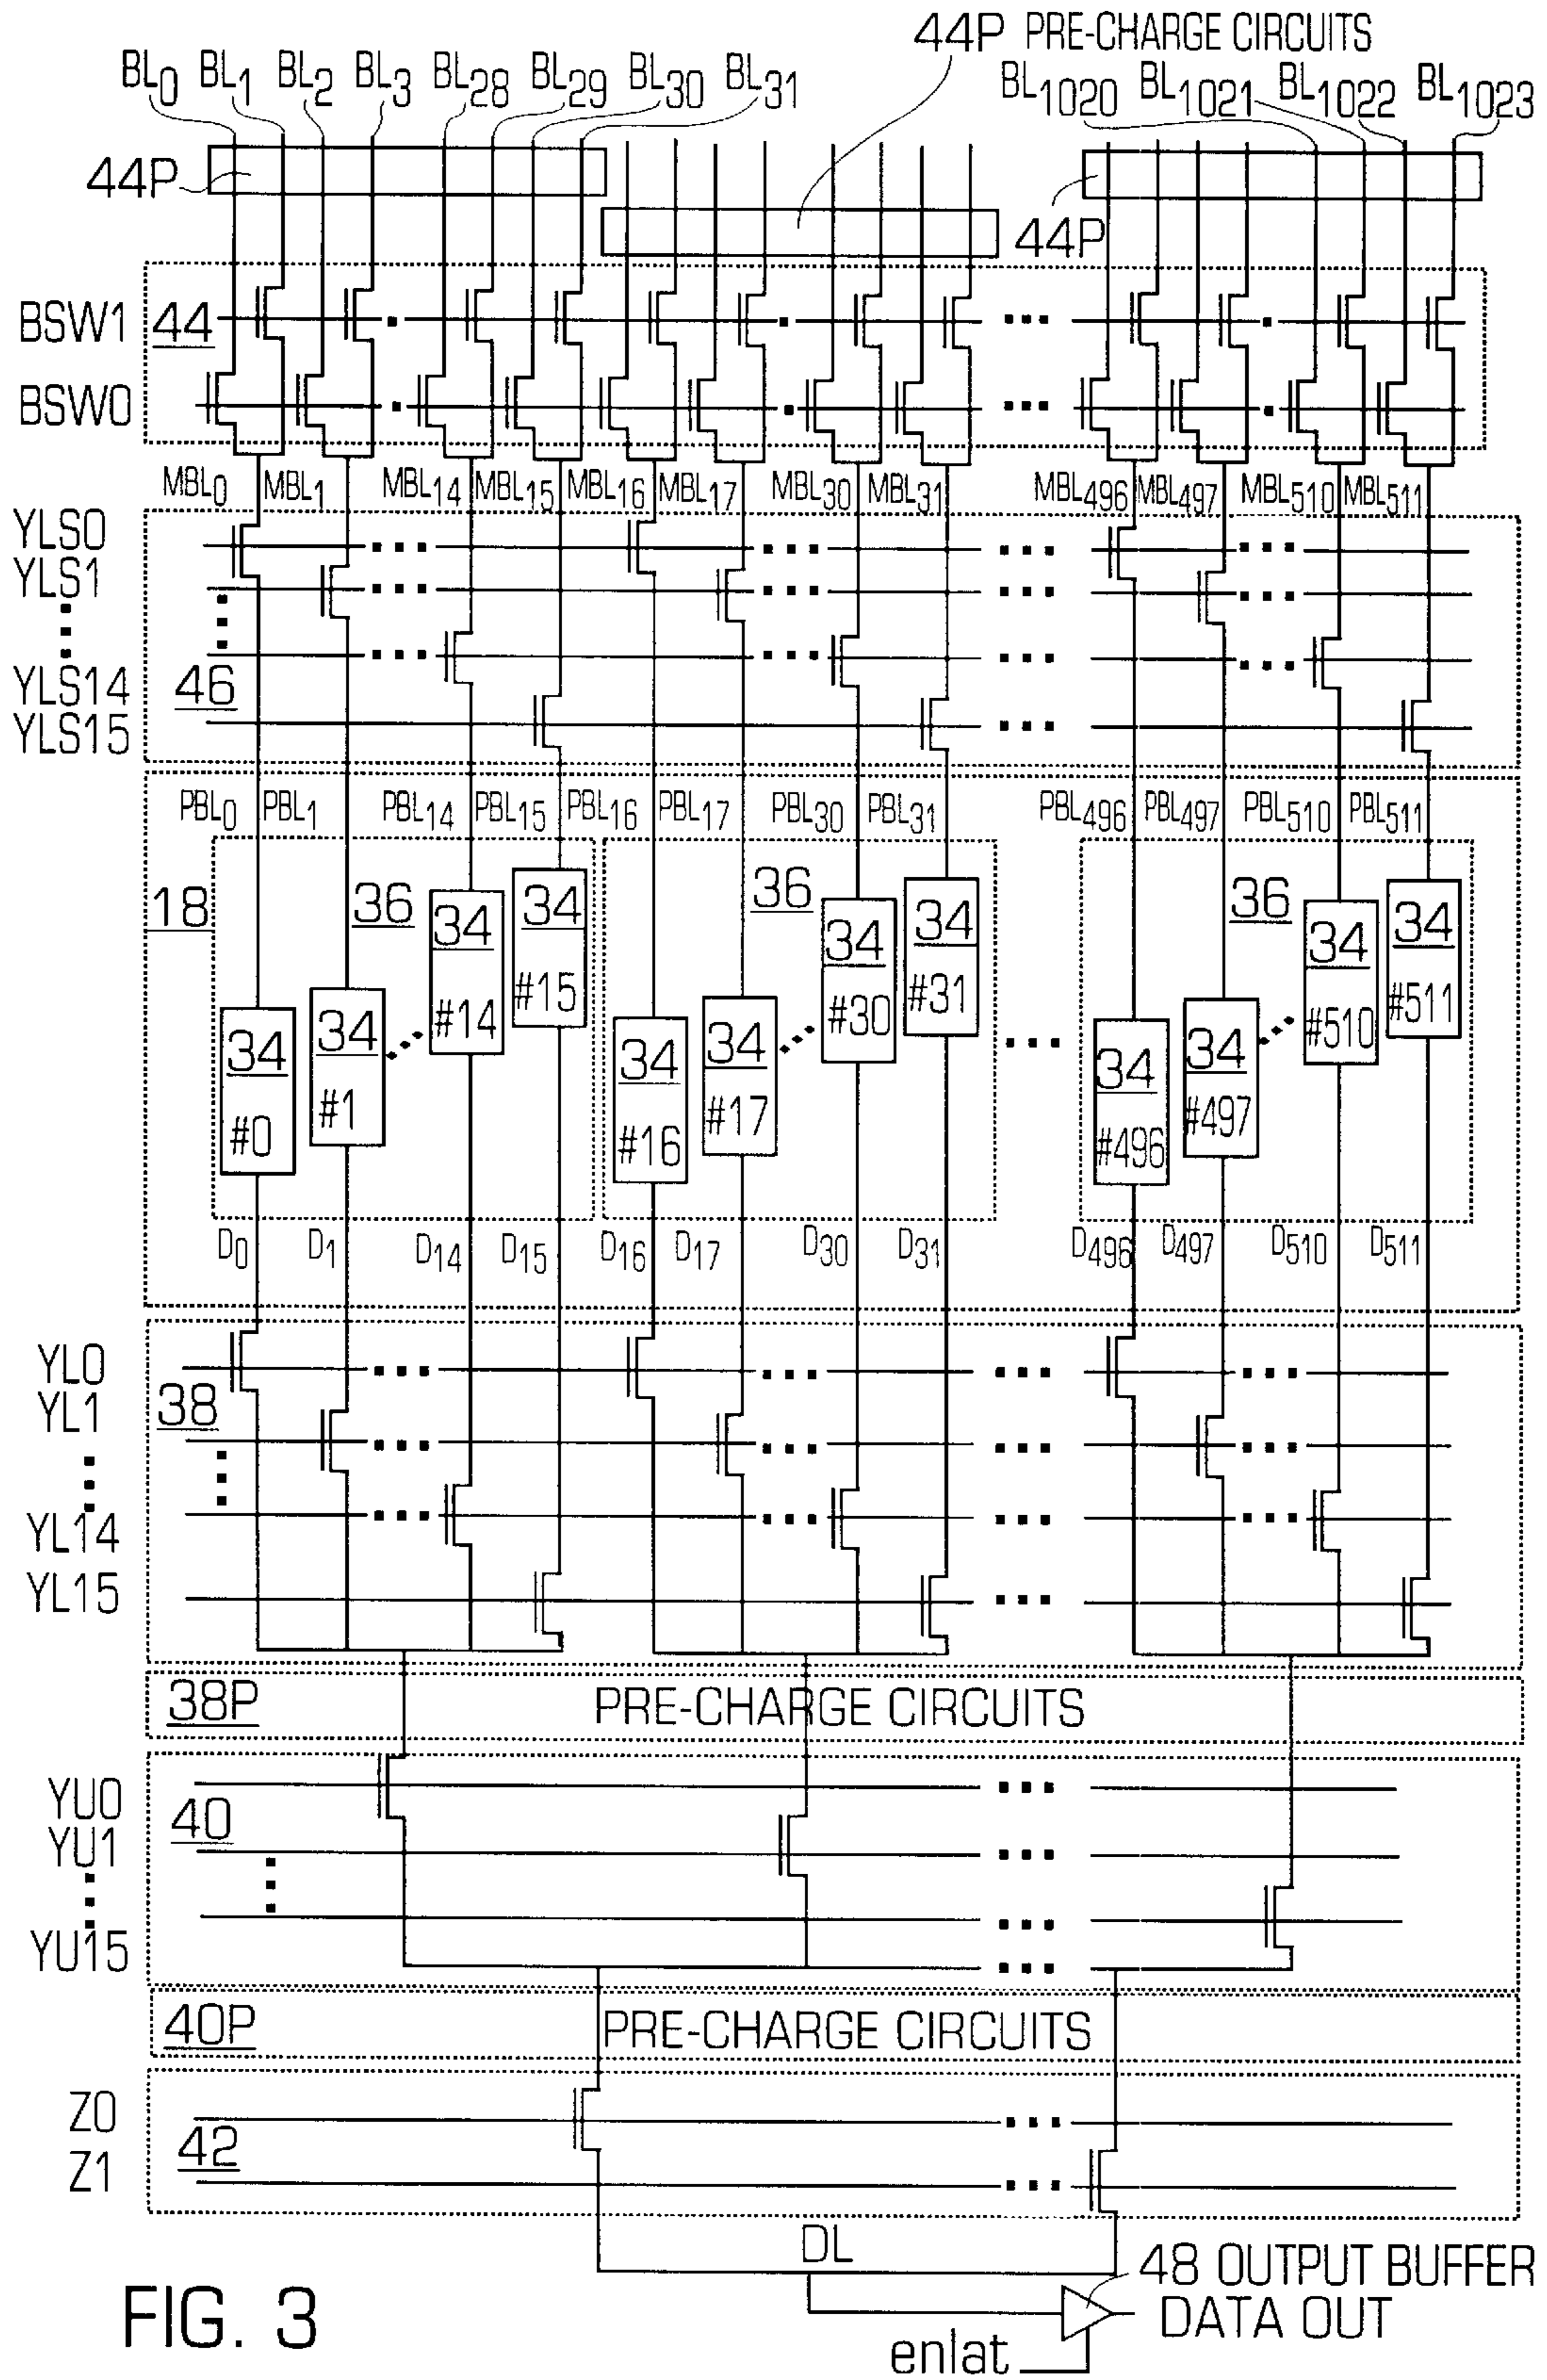 44P PRE-CHARGE CIRCUITS
BL0 BL1 BL2 BL3 BL28 BL29 BL30 BL31 BL1020 BL1021 BL1022 BL1023
44P
44P
BSW1 44
BSW0
MBL0 MBL1 MBL14 MBL15 MBL16 MBL17 MBL30 MBL31 MBL496 MBL497 MBL510 MBL511
YLS0
YLS1
YLS14 46
YLS15
PBL0 PBL1 PBL14 PBL15 PBL16 PBL17 PBL30 PBL31 PBL496 PBL497 PBL510 PBL511
18 36 36 36
34 #0 34 #1 34 #14 34 #15 34 #16 34 #17 34 #30 34 #31 34 #496 34 #497 34 #510 34 #511
D0 D1 D14 D15 D16 D17 D30 D31 D496 D497 D510 D511
YL0
YL1 38
YL14
YL15
38P PRE-CHARGE CIRCUITS
YU0 40
YU1
YU15
40P PRE-CHARGE CIRCUITS
Z0
Z1 42
DL
48 OUTPUT BUFFER
DATA OUT
enlat
FIG. 3